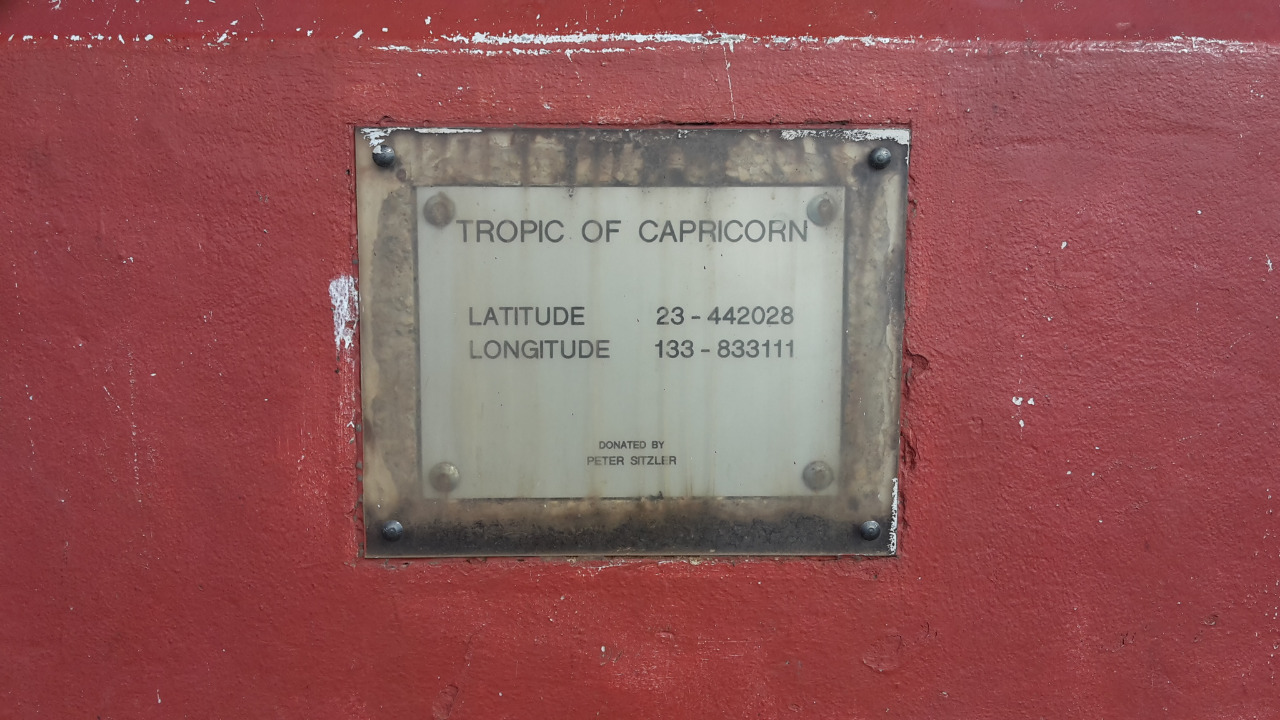 TROPIC OF CAPRICORN
LATITUDE 23-442028
LONGITUDE 133-833111
DONATED BY
PETER SITZLER